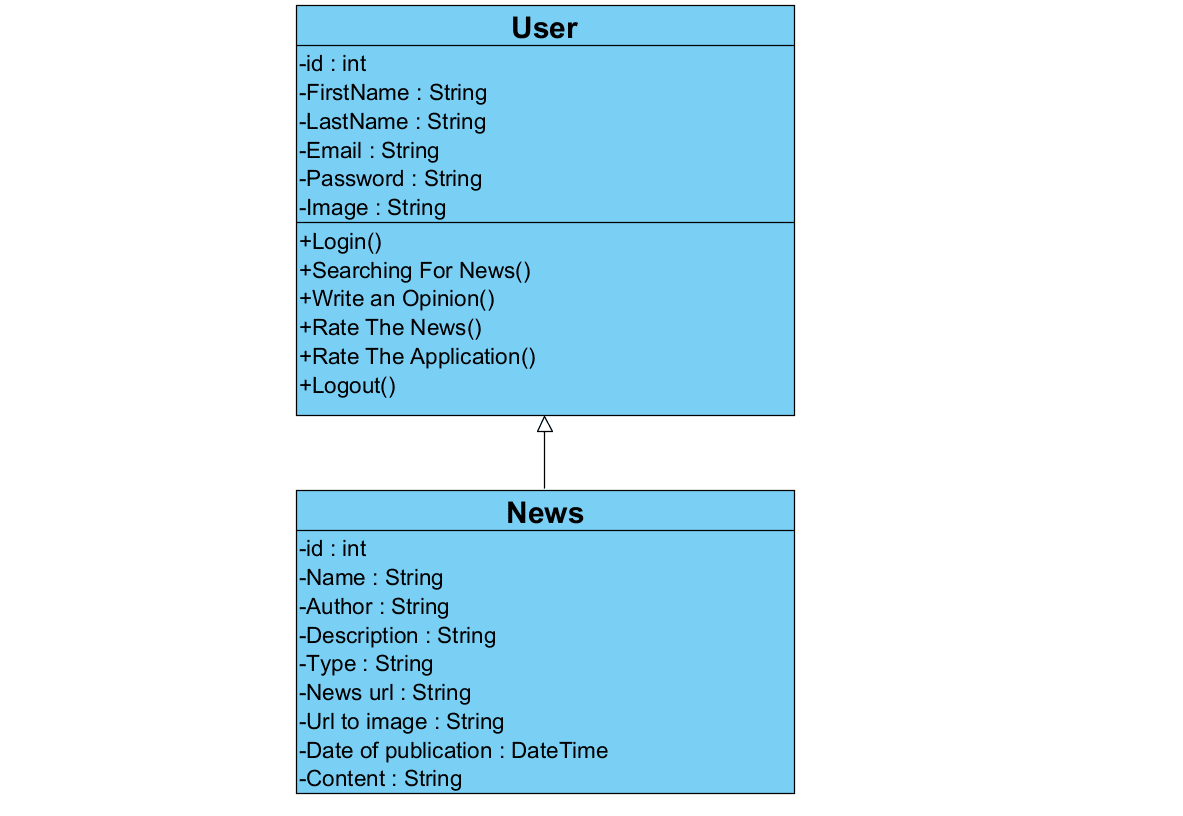 User
-id : int
-FirstName : String
-LastName : String
-Email : String
-Password : String
-Image : String
+Login()
+Searching For News()
+Write an Opinion()
+Rate The News()
+Rate The Application()
+Logout()
News
-id : int
-Name : String
-Author : String
-Description : String
-Type : String
-News url : String
-Url to image : String
-Date of publication : DateTime
-Content : String